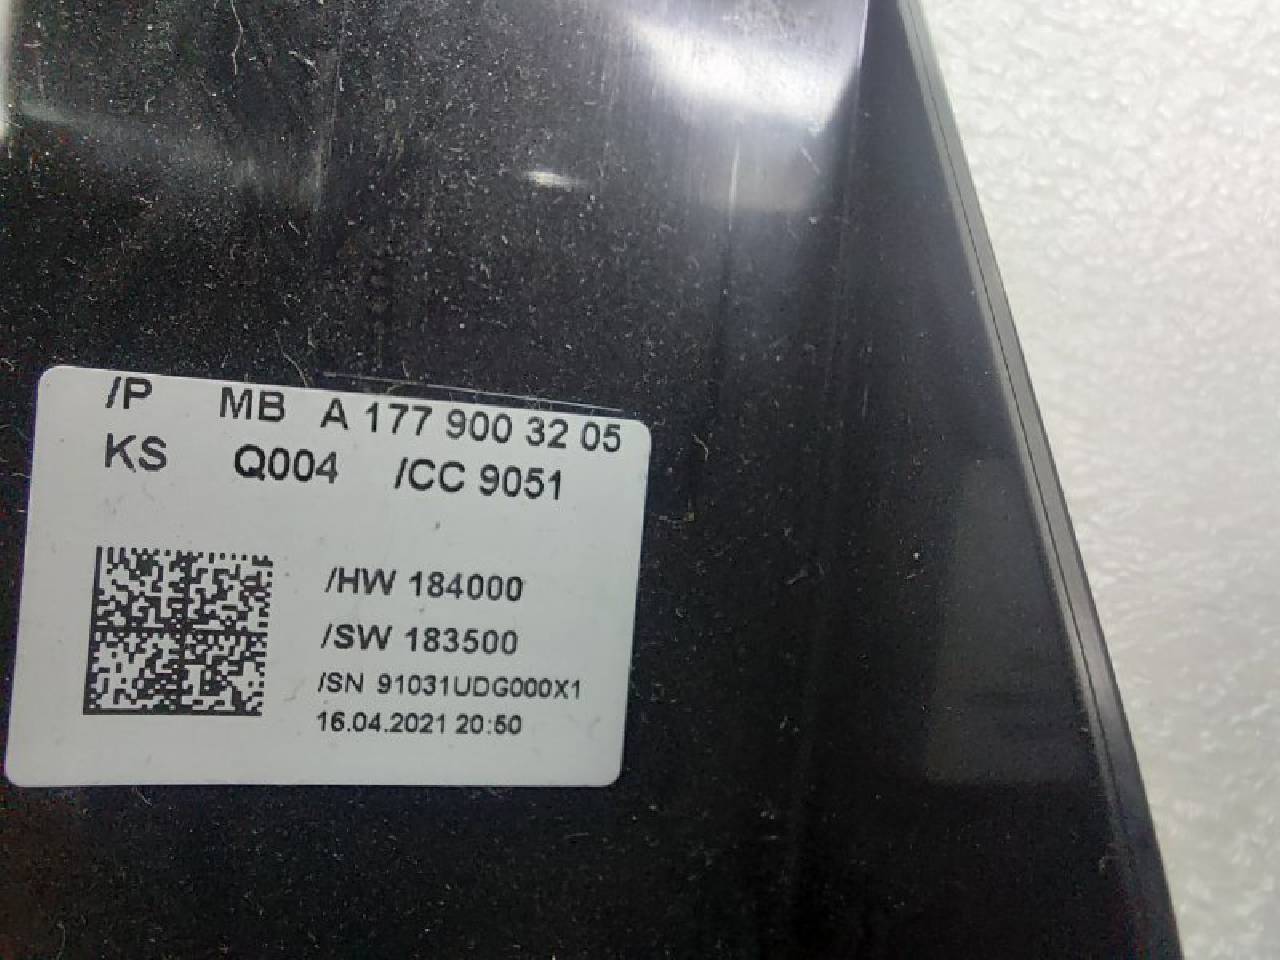 /P MB A 177 900 32 05
KS Q004 /CC 9051
/HW 184000
/SW 183500
/SN 91031UDG000X1
16.04.2021 20:50